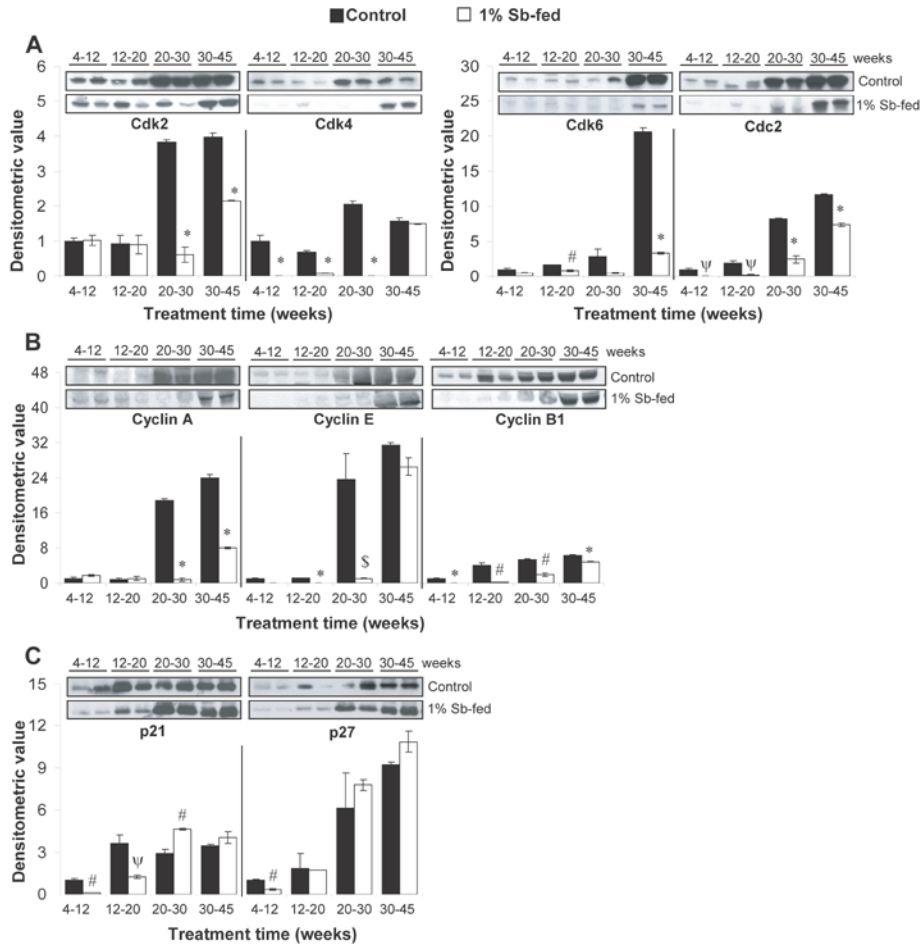 Control 1% Sb-fed
A
4-12 12-20 20-30 30-45 4-12 12-20 20-30 30-45
4-12 12-20 20-30 30-45 4-12 12-20 20-30 30-45 weeks
Control
1% Sb-fed
Cdk2 Cdk4
Cdk6 Cdc2
Densitometric value
6
5
4
3
2
1
0
* * * * *
4-12 12-20 20-30 30-45 4-12 12-20 20-30 30-45
Treatment time (weeks)
Densitometric value
30
25
20
15
10
5
0
# * ψ ψ * *
4-12 12-20 20-30 30-45 4-12 12-20 20-30 30-45
Treatment time (weeks)
B
4-12 12-20 20-30 30-45 4-12 12-20 20-30 30-45 4-12 12-20 20-30 30-45 weeks
Control
1% Sb-fed
Cyclin A Cyclin E Cyclin B1
Densitometric value
48
40
32
24
16
8
0
* * * $ * # # *
4-12 12-20 20-30 30-45 4-12 12-20 20-30 30-45 4-12 12-20 20-30 30-45
Treatment time (weeks)
C
4-12 12-20 20-30 30-45 4-12 12-20 20-30 30-45 weeks
Control
1% Sb-fed
p21 p27
Densitometric value
15
12
9
6
3
0
# ψ # #
4-12 12-20 20-30 30-45 4-12 12-20 20-30 30-45
Treatment time (weeks)